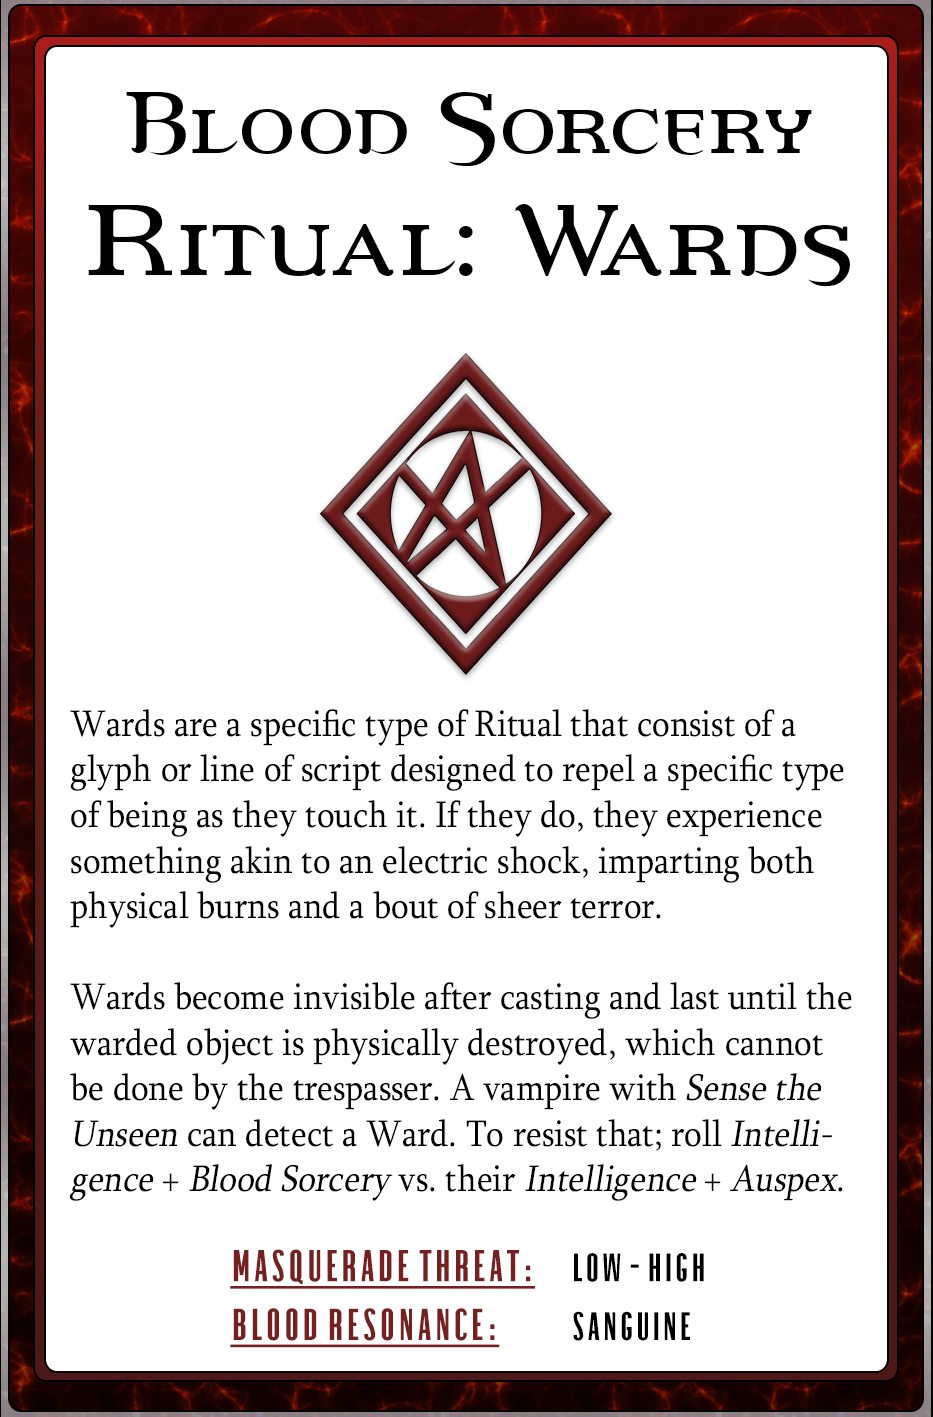 Blood Sorcery
Ritual: Wards
Wards are a specific type of Ritual that consist of a
glyph or line of script designed to repel a specific type
of being as they touch it. If they do, they experience
something akin to an electric shock, imparting both
physical burns and a bout of sheer terror.
Wards become invisible after casting and last until the
warded object is physically destroyed, which cannot
be done by the trespasser. A vampire with Sense the
Unseen can detect a Ward. To resist that; roll Intelli-
gence + Blood Sorcery vs. their Intelligence + Auspex.
MASQUERADE THREAT: LOW - HIGH
BLOOD RESONANCE: SANGUINE